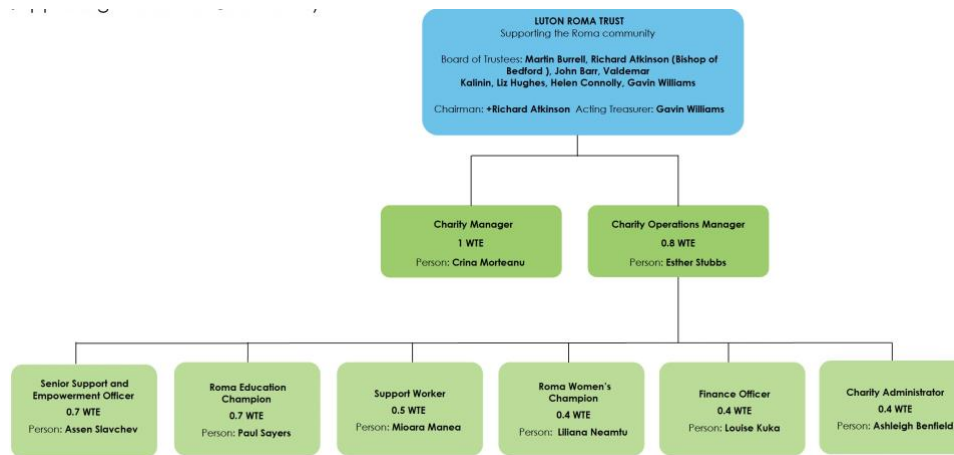 LUTON ROMA TRUST
Supporting the Roma community
Board of Trustees: Martin Burrell, Richard Atkinson (Bishop of
Bedford ), John Barr, Valdemar
Kalinin, Liz Hughes, Helen Connolly, Gavin Williams
Chairman: +Richard Atkinson Acting Treasurer: Gavin Williams
Charity Manager
1 WTE
Person: Crina Morteanu
Charity Operations Manager
0.8 WTE
Person: Esther Stubbs
Senior Support and
Empowerment Officer
0.7 WTE
Person: Assen Slavchev
Roma Education
Champion
0.7 WTE
Person: Paul Sayers
Support Worker
0.5 WTE
Person: Mioara Manea
Roma Women's
Champion
0.4 WTE
Person: Liliana Neamtu
Finance Officer
0.4 WTE
Person: Louise Kuka
Charity Administrator
0.4 WTE
Person: Ashleigh Benfield